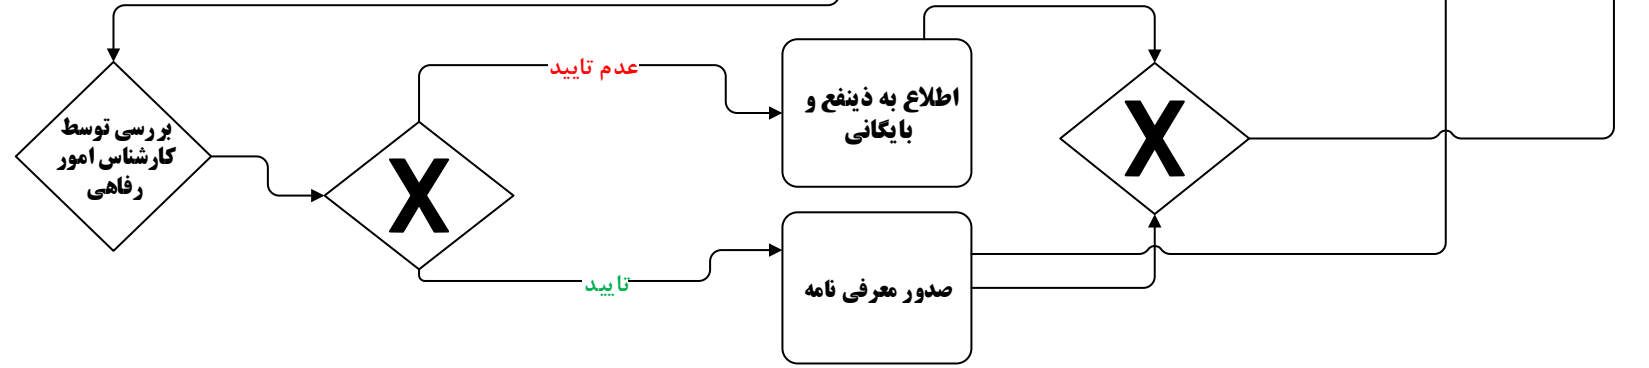 بررسی توسط
کارشناس امور
رفاهی
X
عدم تایید
تایید
اطلاع به ذینفع و
بایگانی
صدور معرفی نامه
X